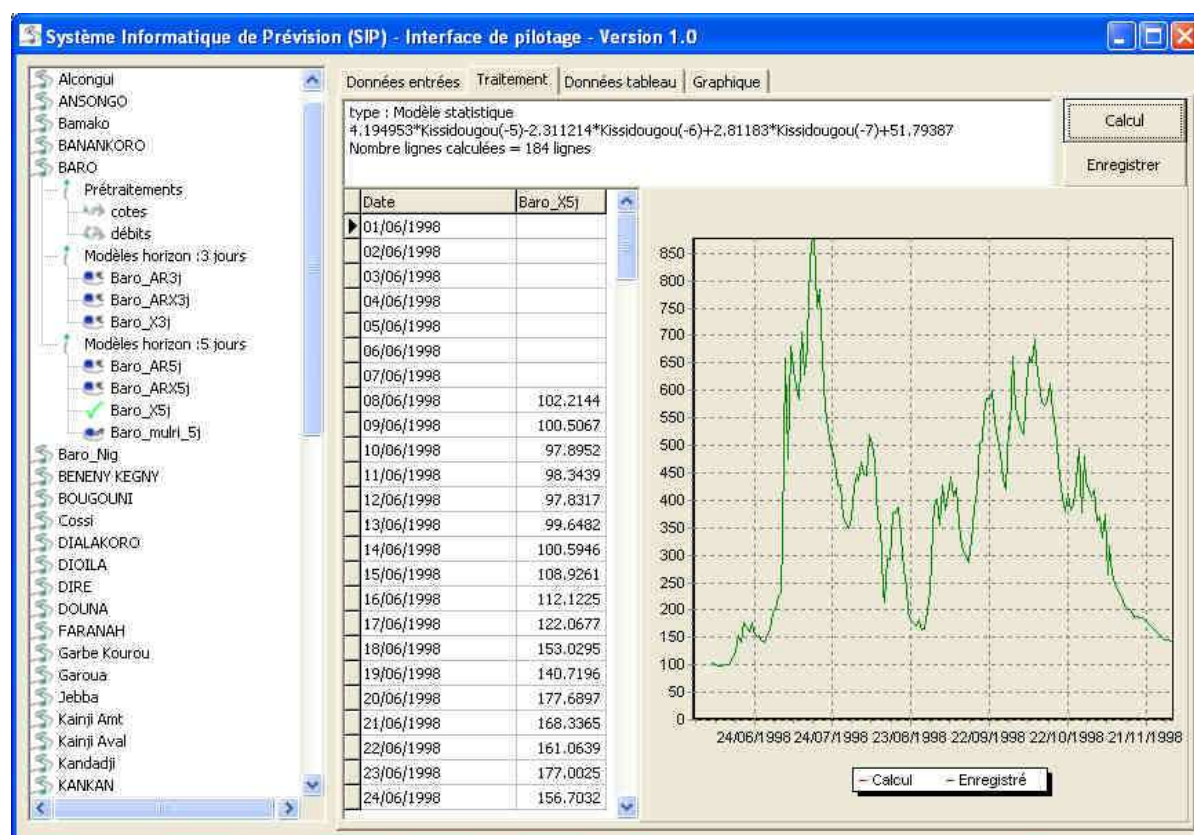 Système Informatique de Prévision (SIP) - Interface de pilotage - Version 1.0
Alcongui
ANSONGO
Bamako
BANANKORO
BARO
Prétraitements
cotes
débits
Modèles horizon :3 jours
Baro_AR3j
Baro_ARX3j
Baro_X3j
Modèles horizon :5 jours
Baro_AR5j
Baro_ARX5j
Baro_X5j
Baro_mulri_5j
Baro_Nig
BENENY KEGNY
BOUGOUNI
Cossi
DIALAKORO
DIOILA
DIRE
DOUNA
FARANAH
Garbe Kourou
Garoua
Jebba
Kainji Amt
Kainji Aval
Kandadji
KANKAN
Données entrées Traitement Données tableau Graphique
type : Modèle statistique
4.194953*Kissidougou(-5)-2.311214*Kissidougou(-6)+2.81183*Kissidougou(-7)+51.79387
Nombre lignes calculées = 184 lignes
Calcul
Enregistrer
Date Baro_X5j
01/06/1998
02/06/1998
03/06/1998
04/06/1998
05/06/1998
06/06/1998
07/06/1998
08/06/1998 102.2144
09/06/1998 100.5067
10/06/1998 97.8952
11/06/1998 98.3439
12/06/1998 97.8317
13/06/1998 99.6482
14/06/1998 100.5946
15/06/1998 108.9261
16/06/1998 112.1225
17/06/1998 122.0677
18/06/1998 153.0295
19/06/1998 140.7196
20/06/1998 177.6897
21/06/1998 168.3365
22/06/1998 161.0639
23/06/1998 177.0025
24/06/1998 156.7032
850
800
750
700
650
600
550
500
450
400
350
300
250
200
150
100
50
0
24/06/1998 24/07/1998 23/08/1998 22/09/1998 22/10/1998 21/11/1998
Calcul Enregistré